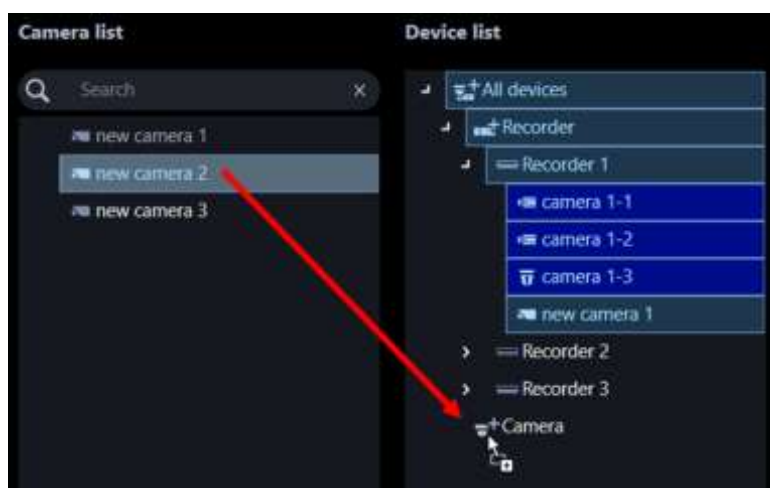 Camera list
Search
new camera 1
new camera 2
new camera 3
Device list
All devices
Recorder
Recorder 1
camera 1-1
camera 1-2
camera 1-3
new camera 1
Recorder 2
Recorder 3
Camera